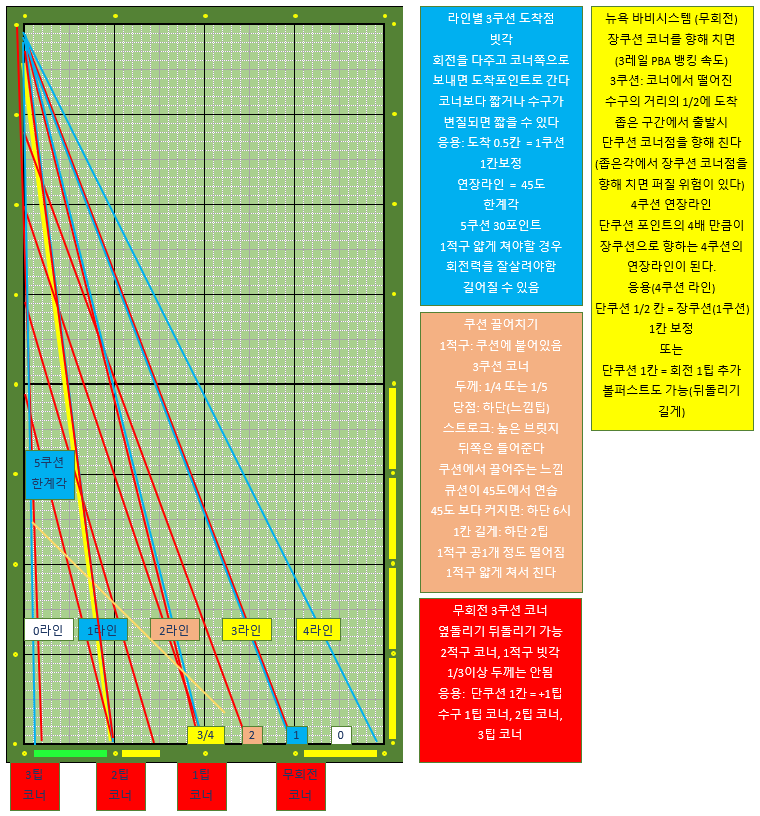 라인별 3쿠션 도착점
빗각
회전을 다주고 코너쪽으로
보내면 도착포인트로 간다
코너보다 짧거나 수구가
변질되면 짧을 수 있다
응용: 도착 0.5칸 = 1쿠션
1칸보정
연장라인 = 45도
한계각
5쿠션 30포인트
1적구 얇게 쳐야할 경우
회전력을 잘살려야함
길어질 수 있음
뉴욕 바비시스템 (무회전)
장쿠션 코너를 향해 치면
(3레일 PBA 뱅킹 속도)
3쿠션: 코너에서 떨어진
수구의 거리의 1/2에 도착
좁은 구간에서 출발시
단쿠션 코너점을 향해 친다
(좁은각에서 장쿠션 코너점을
향해 치면 퍼질 위험이 있다)
4쿠션 연장라인
단쿠션 포인트의 4배 만큼이
장쿠션으로 향하는 4쿠션의
연장라인이 된다.
응용(4쿠션 라인)
단쿠션 1/2 칸 = 장쿠션(1쿠션)
1칸 보정
또는
단쿠션 1칸 = 회전 1팁 추가
볼퍼스트도 가능(뒤돌리기
길게)
쿠션 끌어치기
1적구: 쿠션에 붙어있음
3쿠션 코너
두께: 1/4 또는 1/5
당점: 하단(느낌팁)
스트로크: 높은 브릿지
뒤쪽은 들어준다
쿠션에서 끌어주는 느낌
큐션이 45도에서 연습
45도 보다 커지면: 하단 6시
1칸 길게: 하단 2팁
1적구 공1개 정도 떨어짐
1적구 얇게 쳐서 친다
5쿠션
한계각
0라인
1라인
2라인
3라인
4라인
3/4
2
1
0
무회전 3쿠션 코너
옆돌리기 뒤돌리기 가능
2적구 코너, 1적구 빗각
1/3이상 두께는 안됨
응용: 단쿠션 1칸 = +1팁
수구 1팁 코너, 2팁 코너,
3팁 코너
3팁
코너
2팁
코너
1팁
코너
무회전
코너